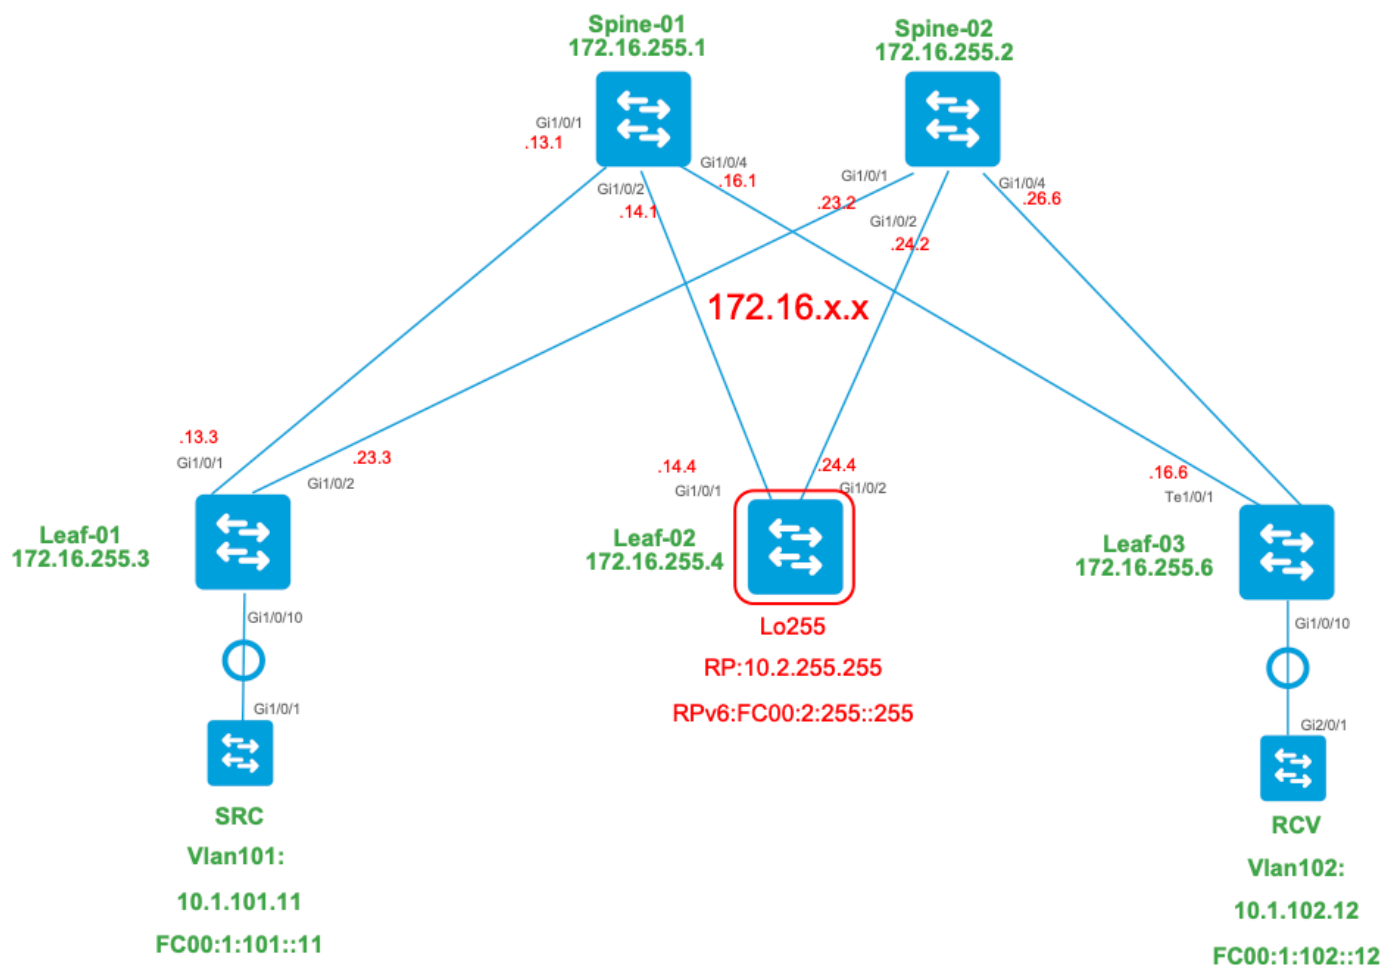 Spine-01
172.16.255.1
Spine-02
172.16.255.2
Gi1/0/1
.13.1
Gi1/0/2
.14.1
Gi1/0/4
.16.1
Gi1/0/1
.23.2
Gi1/0/2
.24.2
Gi1/0/4
.26.6
172.16.x.x
.13.3
Gi1/0/1
.23.3
Gi1/0/2
.14.4
Gi1/0/1
.24.4
Gi1/0/2
.16.6
Te1/0/1
Leaf-01
172.16.255.3
Leaf-02
172.16.255.4
Leaf-03
172.16.255.6
Lo255
RP:10.2.255.255
RPv6:FC00:2:255::255
Gi1/0/10
Gi1/0/1
SRC
Vlan101:
10.1.101.11
FC00:1:101::11
Gi1/0/10
Gi2/0/1
RCV
Vlan102:
10.1.102.12
FC00:1:102::12